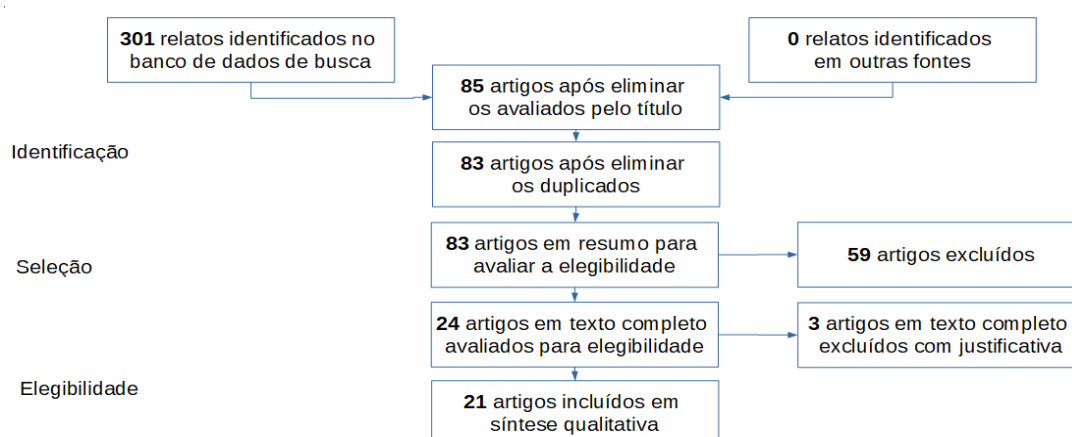 301 relatos identificados no
banco de dados de busca
0 relatos identificados
em outras fontes
85 artigos após eliminar
os avaliados pelo título
Identificação
83 artigos após eliminar
os duplicados
83 artigos em resumo para
avaliar a elegibilidade
59 artigos excluídos
Seleção
24 artigos em texto completo
avaliados para elegibilidade
3 artigos em texto completo
excluídos com justificativa
Elegibilidade
21 artigos incluídos em
síntese qualitativa